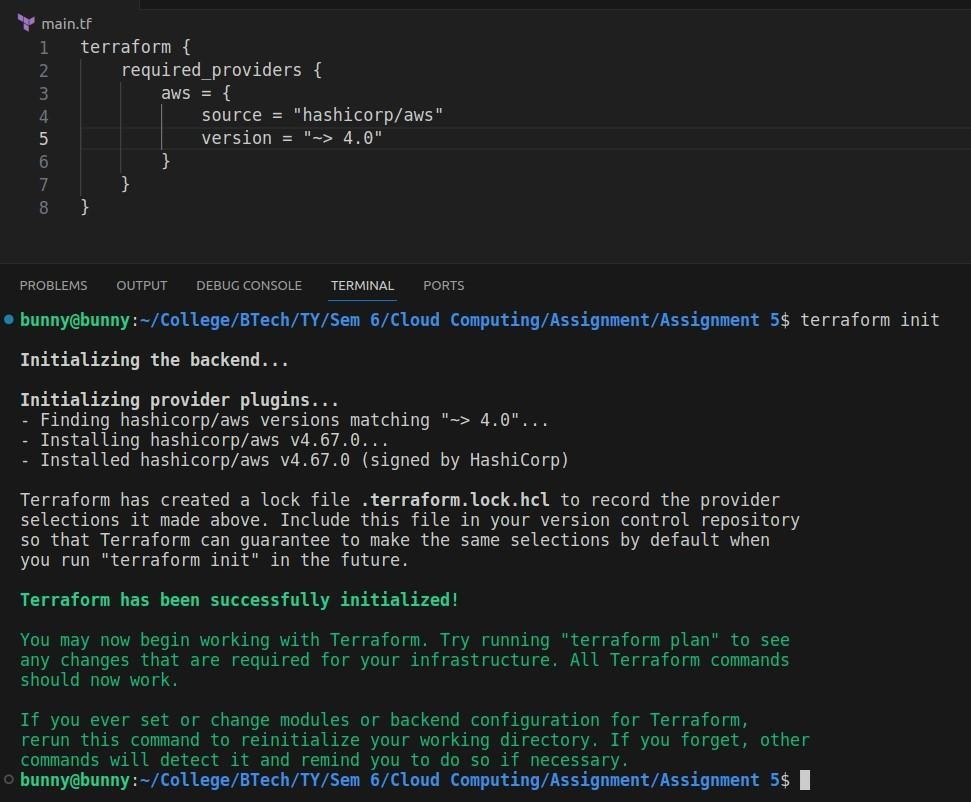 main.tf
1 terraform {
2 required_providers {
3 aws = {
4 source = "hashicorp/aws"
5 version = "~> 4.0"
6 }
7 }
8 }
PROBLEMS OUTPUT DEBUG CONSOLE TERMINAL PORTS
bunny@bunny:~/College/BTech/TY/Sem 6/Cloud Computing/Assignment/Assignment 5$ terraform init
Initializing the backend...
Initializing provider plugins...
- Finding hashicorp/aws versions matching "~> 4.0"...
- Installing hashicorp/aws v4.67.0...
- Installed hashicorp/aws v4.67.0 (signed by HashiCorp)
Terraform has created a lock file .terraform.lock.hcl to record the provider
selections it made above. Include this file in your version control repository
so that Terraform can guarantee to make the same selections by default when
you run "terraform init" in the future.
Terraform has been successfully initialized!
You may now begin working with Terraform. Try running "terraform plan" to see
any changes that are required for your infrastructure. All Terraform commands
should now work.
If you ever set or change modules or backend configuration for Terraform,
rerun this command to reinitialize your working directory. If you forget, other
commands will detect it and remind you to do so if necessary.
bunny@bunny:~/College/BTech/TY/Sem 6/Cloud Computing/Assignment/Assignment 5$